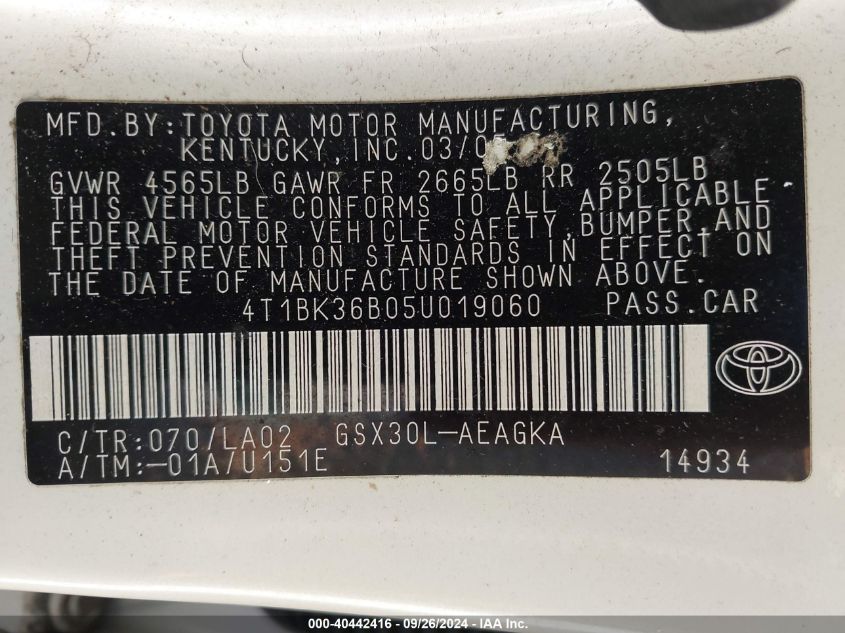 MFD.BY:TOYOTA MOTOR MANUFACTURING,
KENTUCKY,INC.
GVWR 4565LB GAWR FR 2665LB RR 2505LB
THIS VEHICLE CONFORMS TO ALL APPLICABLE
FEDERAL MOTOR VEHICLE SAFETY,BUMPER,AND
THEFT PREVENTION STANDARDS IN EFFECT ON
THE DATE OF MANUFACTURE SHOWN ABOVE.
4T1BK36B05U019060 PASS.CAR
C/TR:070/LA02 GSX30L-AEAGKA
A/TM:-01A/U151E 14934
000-40442416 - 09/26/2024 - IAA Inc.